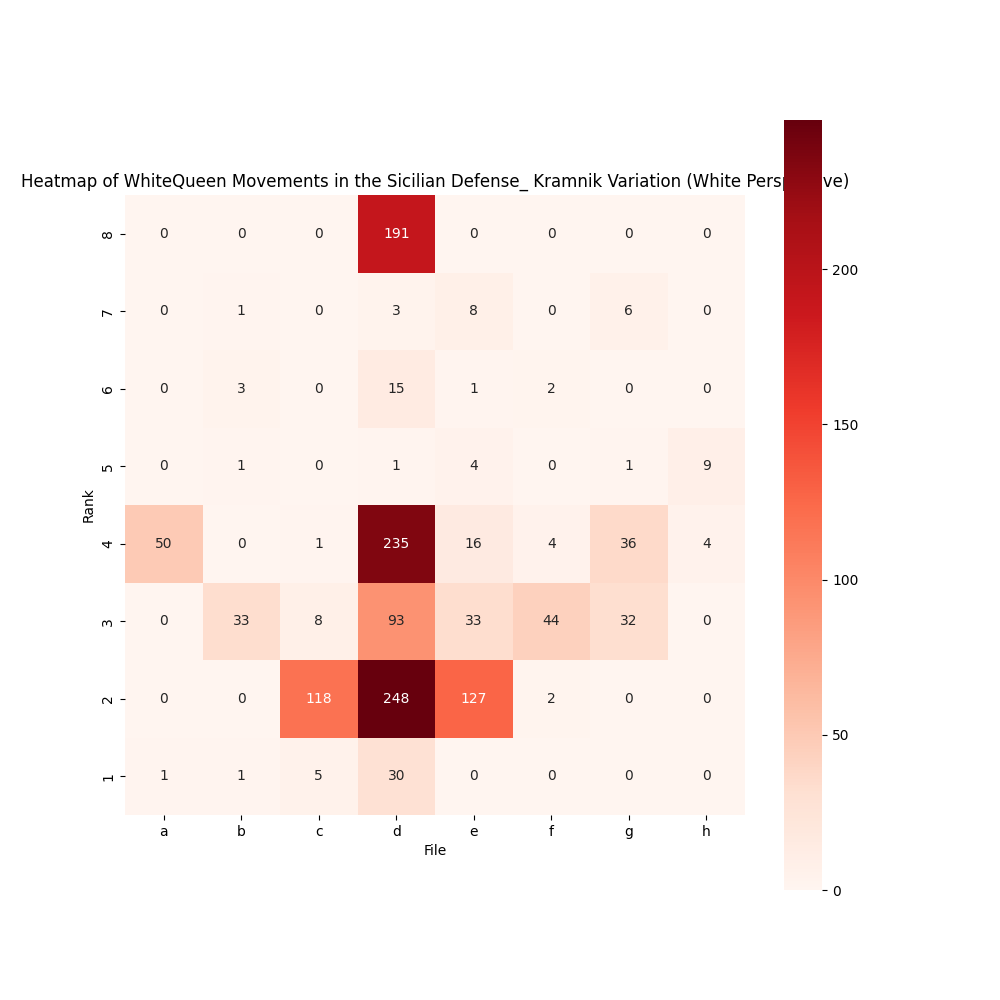 Heatmap of WhiteQueen Movements in the Sicilian Defense_ Kramnik Variation (White Persp ve)
8 0 0 0 191 0 0 0 0
7 0 1 0 3 8 0 6 0
6 0 3 0 15 1 2 0 0
5 0 1 0 1 4 0 1 9
4 50 0 1 235 16 4 36 4
3 0 33 8 93 33 44 32 0
2 0 0 118 248 127 2 0 0
1 1 1 5 30 0 0 0 0
a b c d e f g h
File
Rank
200
150
100
50
0